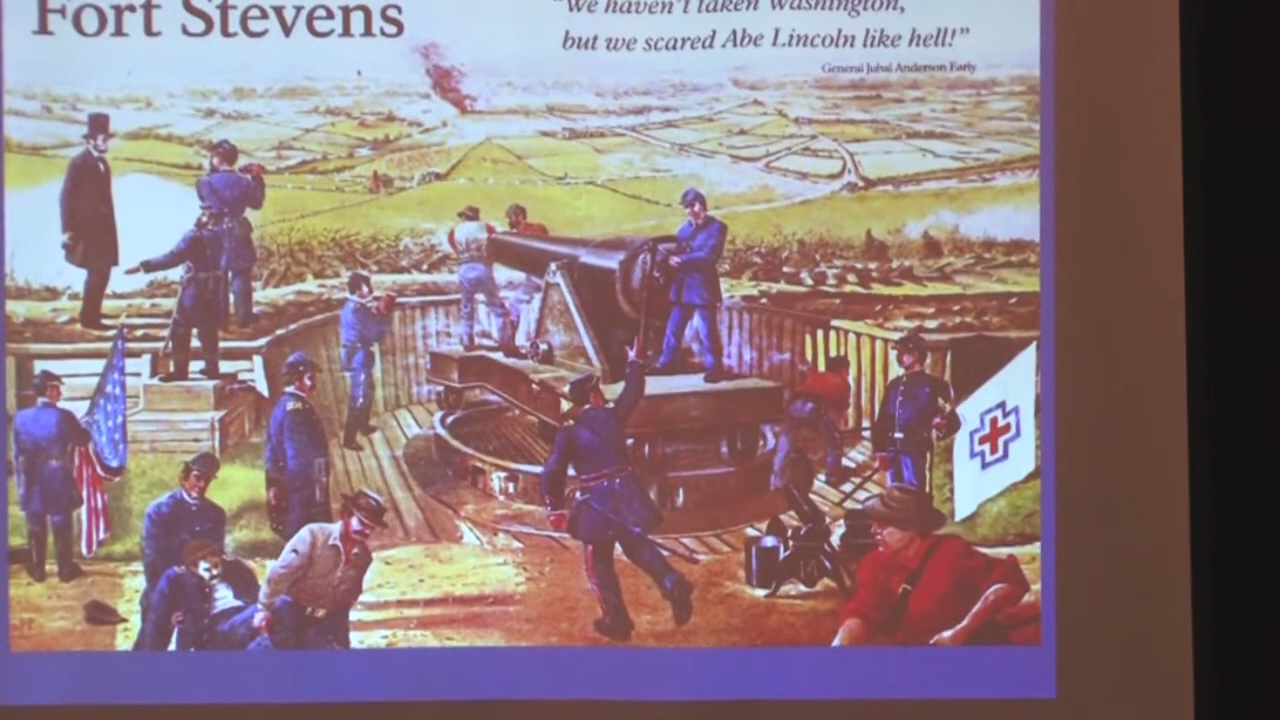 Fort Stevens
"We haven't taken Washington,
but we scared Abe Lincoln like hell!"
General Jubal Anderson Early